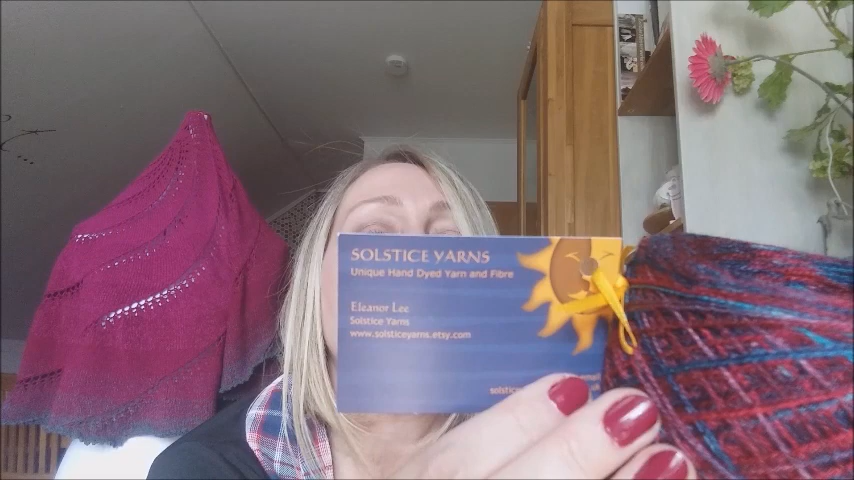 SOLSTICE YARNS
Unique Hand Dyed Yarn and Fibre
Eleanor Lee
Solstice Yarns
www.solsticeyarns.etsy.com